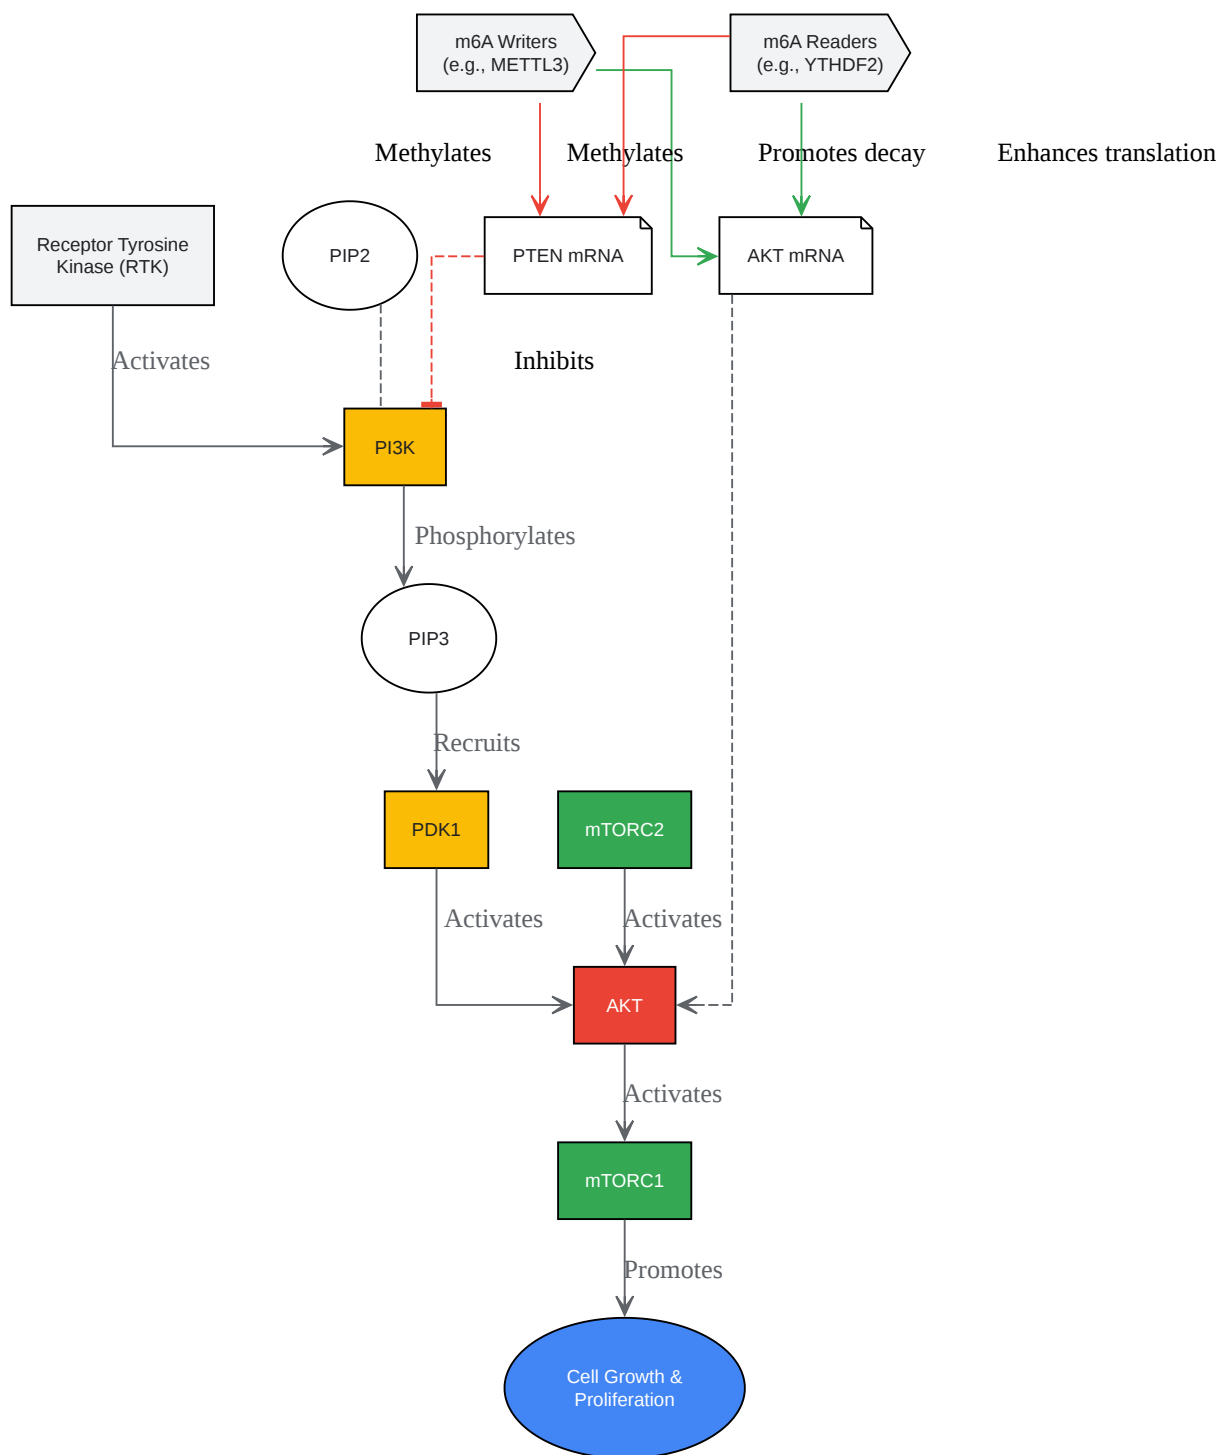 m6A Writers
(e.g., METTL3)
m6A Readers
(e.g., YTHDF2)
Methylates
Methylates
Promotes decay
Enhances translation
Receptor Tyrosine
Kinase (RTK)
PIP2
PTEN mRNA
AKT mRNA
Activates
Inhibits
PI3K
Phosphorylates
PIP3
Recruits
PDK1
mTORC2
Activates
Activates
AKT
Activates
mTORC1
Promotes
Cell Growth &
Proliferation